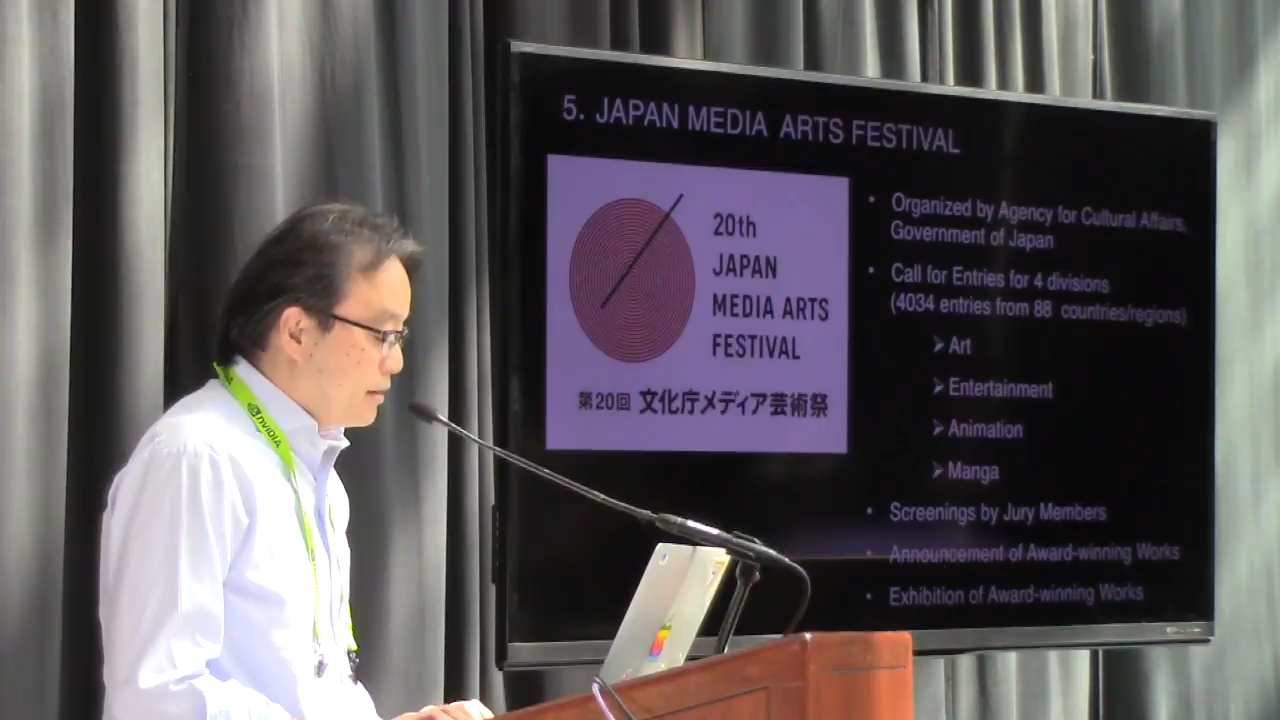 5. JAPAN MEDIA ARTS FESTIVAL
20th
JAPAN
MEDIA ARTS
FESTIVAL
第20回 文化庁メディア芸術祭
• Organized by Agency for Cultural Affairs,
Government of Japan
• Call for Entries for 4 divisions
(4034 entries from 88 countries/regions)
➢ Art
➢ Entertainment
➢ Animation
➢ Manga
• Screenings by Jury Members
• Announcement of Award-winning Works
• Exhibition of Award-winning Works
NVIDIA